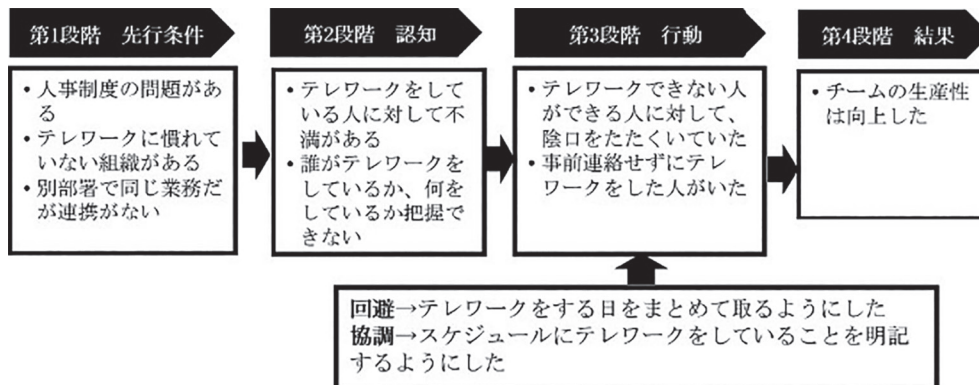 第1段階　先行条件
第2段階　認知
第3段階　行動
第4段階　結果
• 人事制度の問題があ
る
• テレワークに慣れ
ていない組織がある
• 別部署で同じ業務だ
が連携がない
• テレワークをして
いる人に対して不
満がある
• 誰がテレワークを
しているか、何を
しているか把握で
きない
• テレワークできない人
ができる人に対して、
陰口をたたくいていた
• 事前連絡せずにテレ
ワークをした人がいた
• チームの生産性
は向上した
回避→テレワークをする日をまとめて取るようにした
協調→スケジュールにテレワークをしていることを明記
するようにした